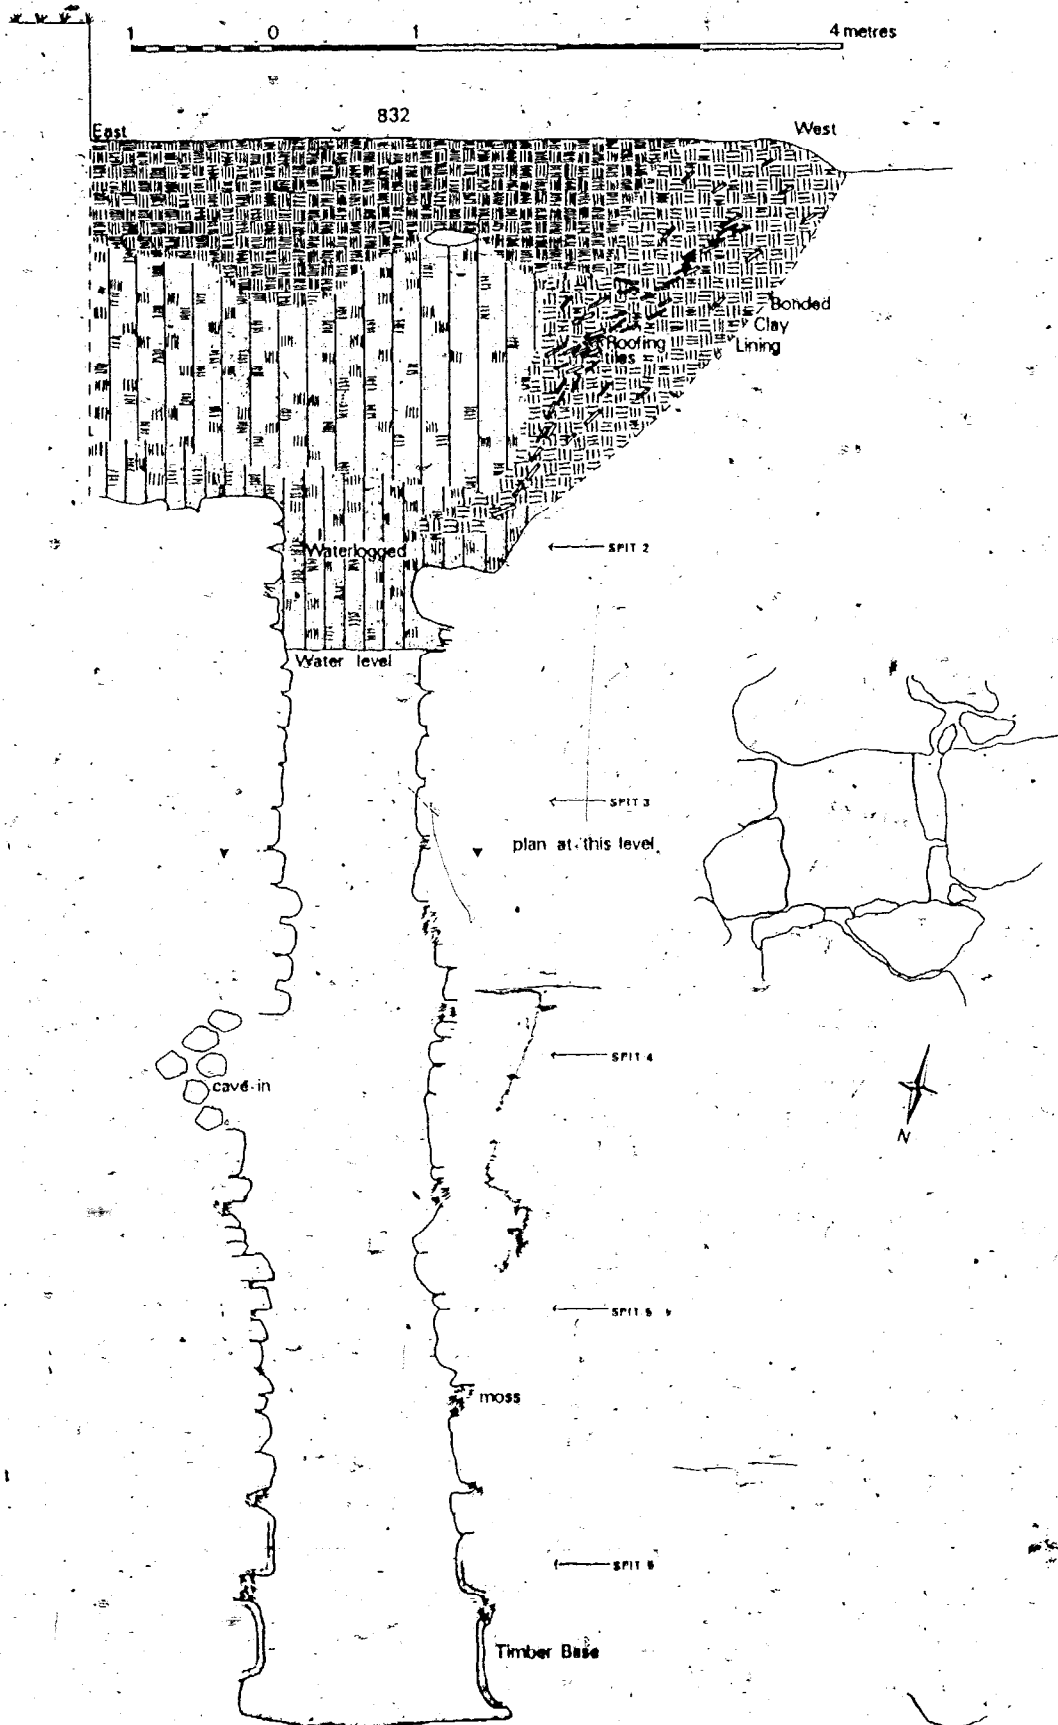 1 0 1 4 metres
832
East West
Bonded
Clay
Lining
Roofing
tiles
Waterlogged
SPIT 2
Water level
SPIT 3
plan at this level
SPIT 4
cave-in
N
SPIT 5
moss
SPIT 6
Timber Base